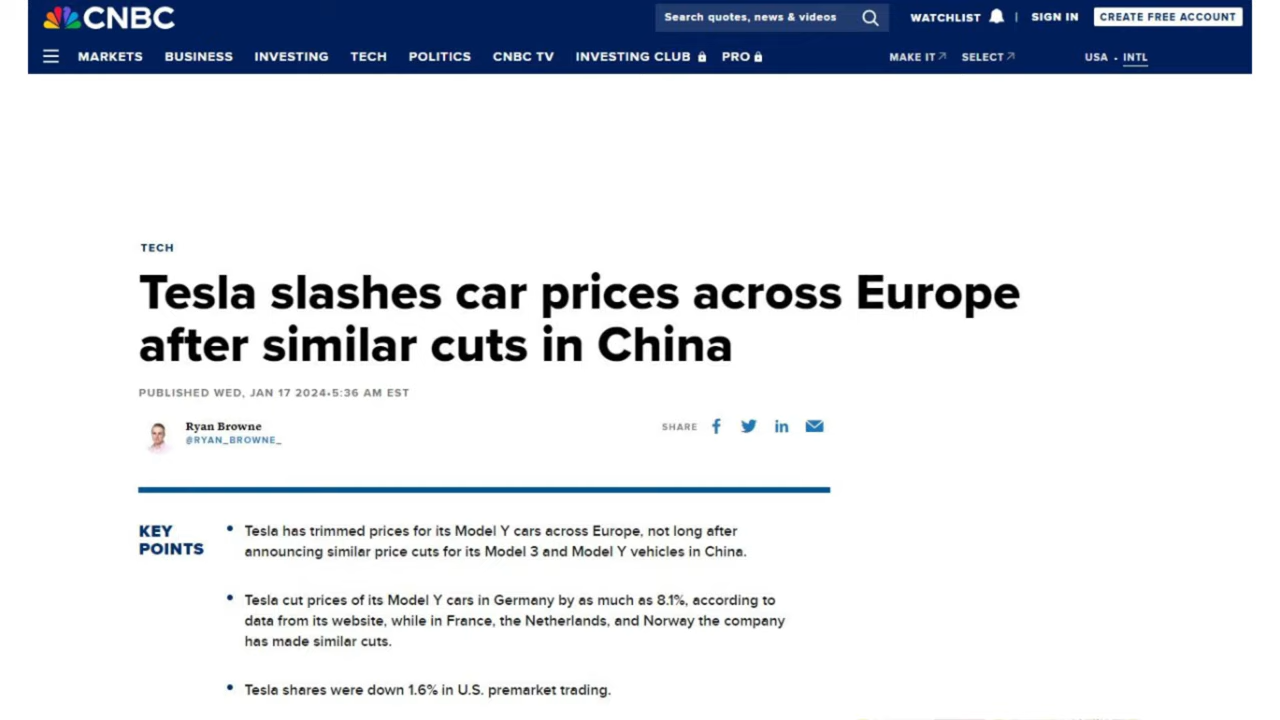 CNBC
Search quotes, news & videos
WATCHLIST | SIGN IN CREATE FREE ACCOUNT
MARKETS BUSINESS INVESTING TECH POLITICS CNBC TV INVESTING CLUB PRO MAKE IT SELECT USA • INTL
TECH
Tesla slashes car prices across Europe
after similar cuts in China
PUBLISHED WED, JAN 17 2024•5:36 AM EST
Ryan Browne
@RYAN_BROWNE_
SHARE
KEY
POINTS
• Tesla has trimmed prices for its Model Y cars across Europe, not long after
announcing similar price cuts for its Model 3 and Model Y vehicles in China.
• Tesla cut prices of its Model Y cars in Germany by as much as 8.1%, according to
data from its website, while in France, the Netherlands, and Norway the company
has made similar cuts.
• Tesla shares were down 1.6% in U.S. premarket trading.